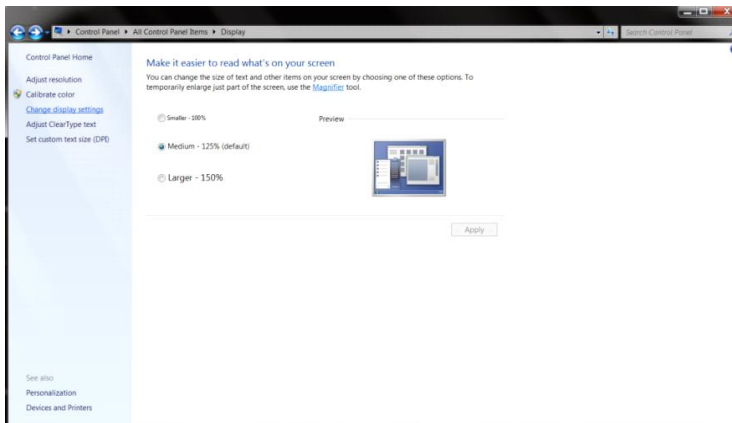 Control Panel ▸ All Control Panel Items ▸ Display
Search Control Panel
Control Panel Home
Adjust resolution
Calibrate color
Change display settings
Adjust ClearType text
Set custom text size (DPI)
Make it easier to read what's on your screen
You can change the size of text and other items on your screen by choosing one of these options. To
temporarily enlarge just part of the screen, use the Magnifier tool.
Smaller - 100%
Preview
Medium - 125% (default)
Larger - 150%
Apply
See also
Personalization
Devices and Printers